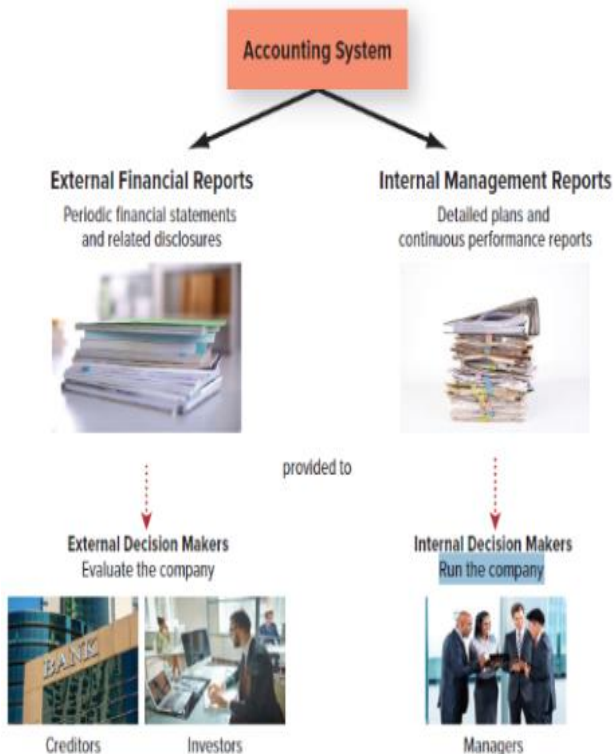 Accounting System
External Financial Reports
Periodic financial statements
and related disclosures
Internal Management Reports
Detailed plans and
continuous performance reports
provided to
External Decision Makers
Evaluate the company
Internal Decision Makers
Run the company
BANK
Creditors
Investors
Managers